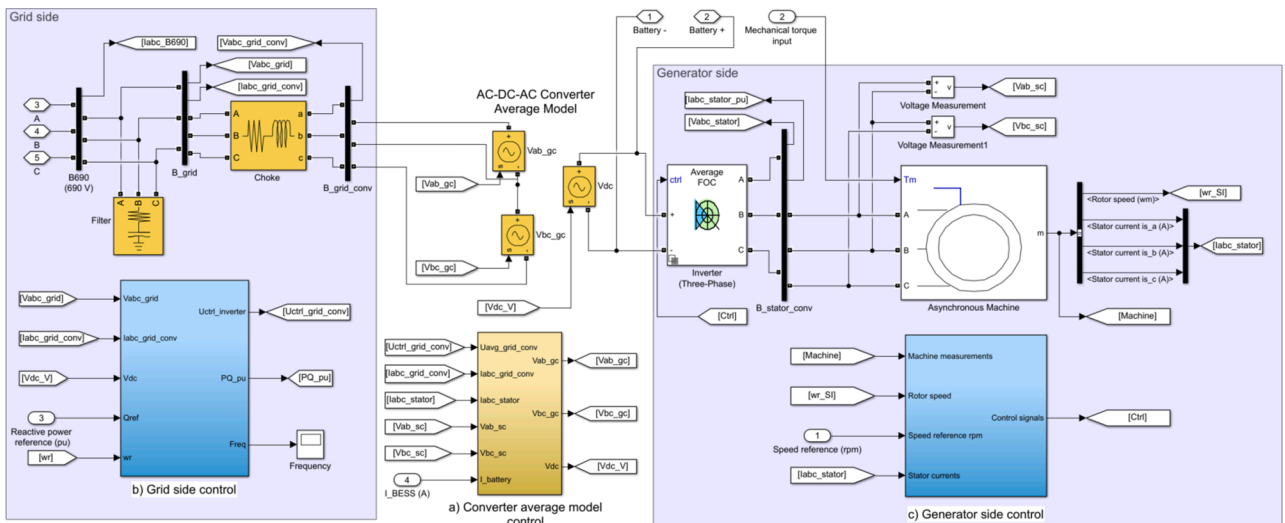 Grid side
[Iabc_B690]
[Vabc_grid_conv]
[Vabc_grid]
[Iabc_grid_conv]
3
A
4
B
5
C
B690
(690 V)
A
B
C
Filter
B_grid
A
B
C
a
b
c
Choke
B_grid_conv
AC-DC-AC Converter
Average Model
+
-
s
Vab_gc
[Vab_gc]
+
-
s
Vbc_gc
[Vbc_gc]
+
-
s
Vdc
[Vdc_V]
1
Battery -
2
Battery +
2
Mechanical torque
input
Generator side
[Iabc_stator_pu]
[Vabc_stator]
Average
FOC
ctrl
+
-
A
B
C
Inverter
(Three-Phase)
[Ctrl]
B_stator_conv
+
-
v
Voltage Measurement
[Vab_sc]
+
-
v
Voltage Measurement1
[Vbc_sc]
Tm
A
B
C
m
Asynchronous Machine
<Rotor speed (wm)>
<Stator current is_a (A)>
<Stator current is_b (A)>
<Stator current is_c (A)>
[wr_SI]
[Iabc_stator]
[Machine]
[Vabc_grid]
[Iabc_grid_conv]
[Vdc_V]
3
Reactive power
reference (pu)
[wr]
Vabc_grid
Iabc_grid_conv
Vdc
Qref
wr
Uctrl_inverter
PQ_pu
Freq
[Uctrl_grid_conv]
[PQ_pu]
Frequency
b) Grid side control
[Uctrl_grid_conv]
[Iabc_grid_conv]
[Iabc_stator]
[Vab_sc]
[Vbc_sc]
4
I_BESS (A)
Uavg_grid_conv
Iabc_grid_conv
Iabc_stator
Vab_sc
Vbc_sc
I_battery
Vab_gc
Vbc_gc
Vdc
[Vab_gc]
[Vbc_gc]
[Vdc_V]
a) Converter average model
control
[Machine]
[wr_SI]
1
Speed reference (rpm)
[Iabc_stator]
Machine measurements
Rotor speed
Speed reference rpm
Stator currents
Control signals
[Ctrl]
c) Generator side control